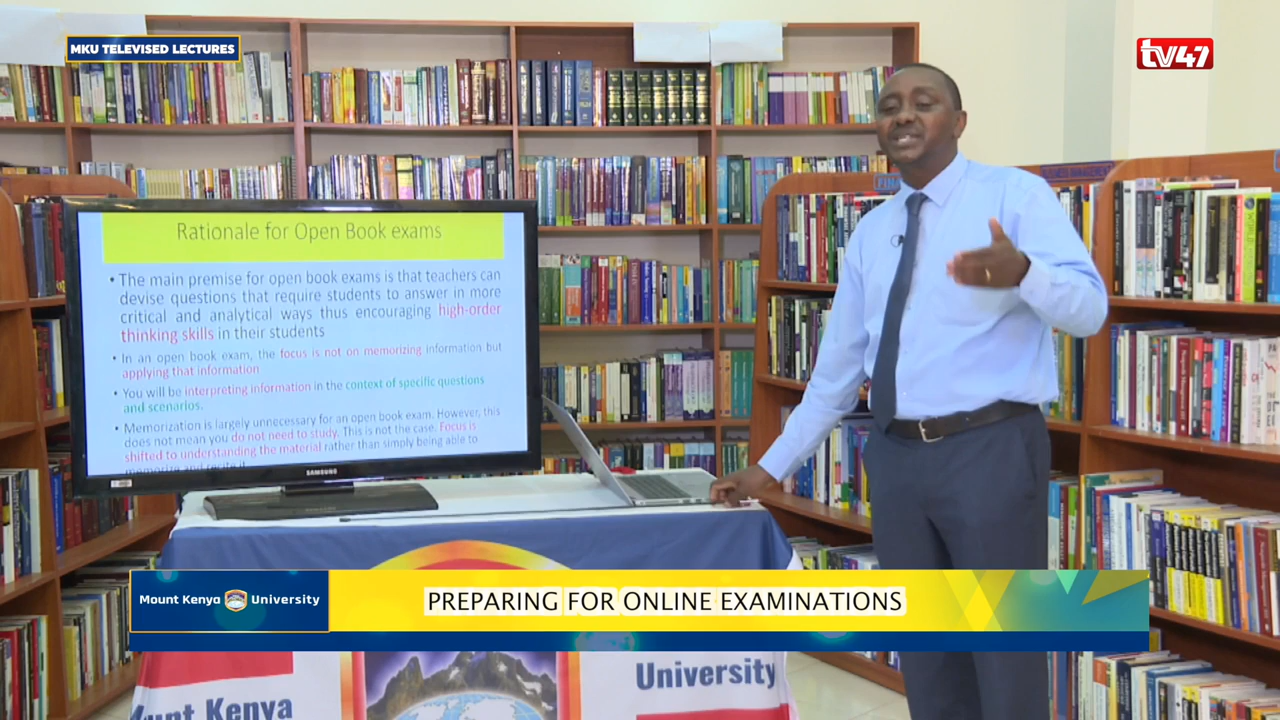 MKU TELEVISED LECTURES
tv47
Rationale for Open Book exams
• The main premise for open book exams is that teachers can
devise questions that require students to answer in more
critical and analytical ways thus encouraging high-order
thinking skills in their students
• In an open book exam, the focus is not on memorizing information but
applying that information
• You will be interpreting information in the context of specific questions
and scenarios.
• Memorization is largely unnecessary for an open book exam. However, this
does not mean you do not need to study. This is not the case. Focus is
shifted to understanding the material rather than simply being able to
memorize and recite it
SAMSUNG
Mount Kenya University
PREPARING FOR ONLINE EXAMINATIONS
Mount Kenya
University